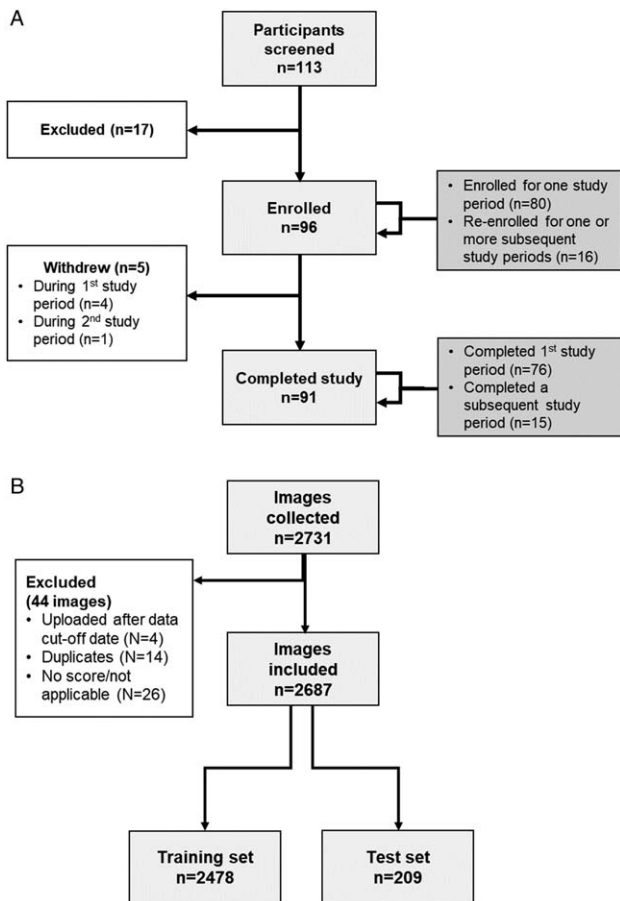 A
Participants
screened
n=113
Excluded (n=17)
Enrolled
n=96
• Enrolled for one study
period (n=80)
• Re-enrolled for one or
more subsequent
study periods (n=16)
Withdrew (n=5)
• During 1st study
period (n=4)
• During 2nd study
period (n=1)
Completed study
n=91
• Completed 1st study
period (n=76)
• Completed a
subsequent study
period (n=15)
B
Images
collected
n=2731
Excluded
(44 images)
• Uploaded after data
cut-off date (N=4)
• Duplicates (N=14)
• No score/not
applicable (N=26)
Images
included
n=2687
Training set
n=2478
Test set
n=209